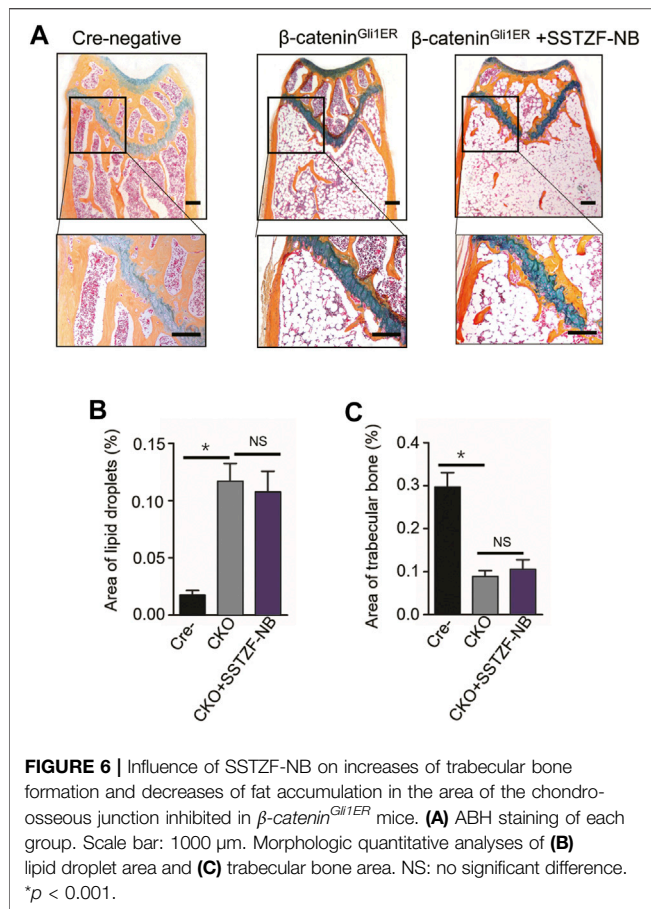 A
Cre-negative
β-catenin^Gli1ER
β-catenin^Gli1ER +SSTZF-NB
B
Area of lipid droplets (%)
0.15
0.10
0.05
0.00
*
NS
Cre-
CKO
CKO+SSTZF-NB
C
Area of trabecular bone (%)
0.4
0.3
0.2
0.1
0.0
*
NS
Cre-
CKO
CKO+SSTZF-NB
FIGURE 6 | Influence of SSTZF-NB on increases of trabecular bone
formation and decreases of fat accumulation in the area of the chondro-
osseous junction inhibited in β-catenin^Gli1ER mice. (A) ABH staining of each
group. Scale bar: 1000 μm. Morphologic quantitative analyses of (B)
lipid droplet area and (C) trabecular bone area. NS: no significant difference.
*p < 0.001.